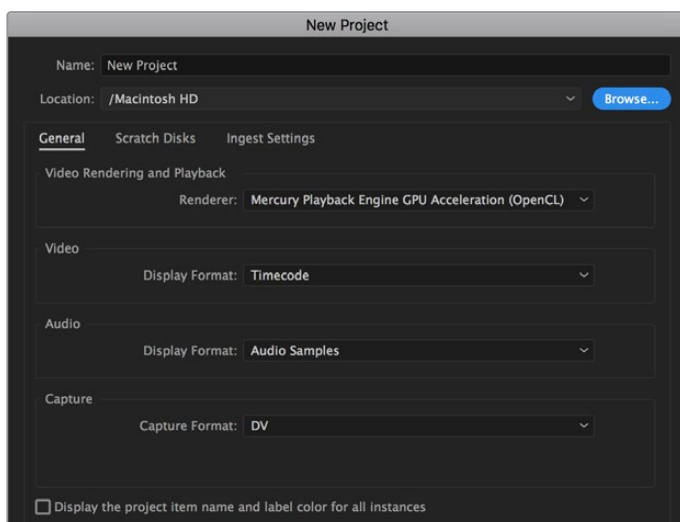 New Project
Name: New Project
Location: /Macintosh HD Browse...
General Scratch Disks Ingest Settings
Video Rendering and Playback
Renderer: Mercury Playback Engine GPU Acceleration (OpenCL)
Video
Display Format: Timecode
Audio
Display Format: Audio Samples
Capture
Capture Format: DV
Display the project item name and label color for all instances